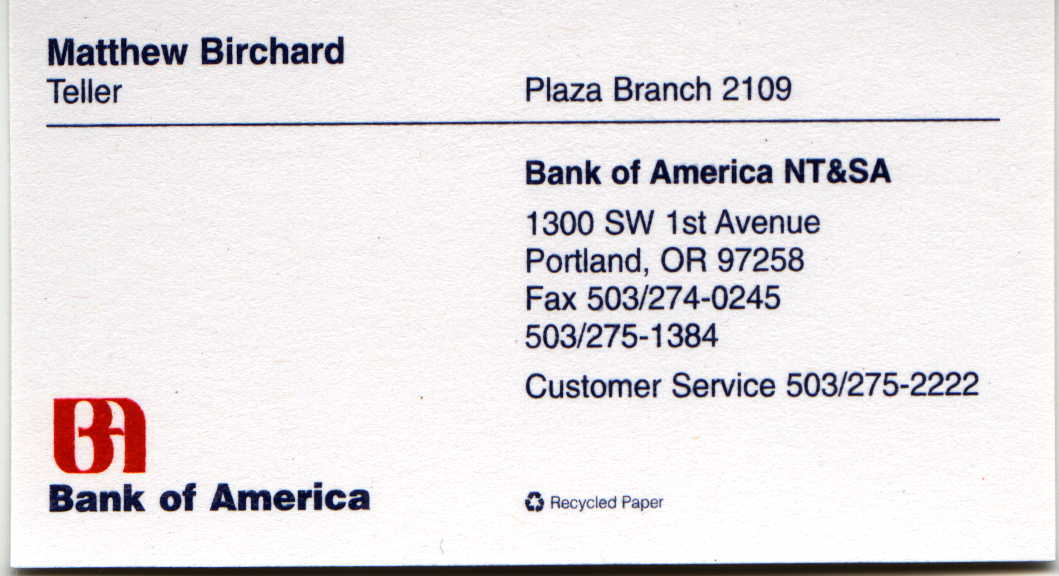 Matthew Birchard
Teller
Plaza Branch 2109
Bank of America NT&SA
1300 SW 1st Avenue
Portland, OR 97258
Fax 503/274-0245
503/275-1384
Customer Service 503/275-2222
BA
Bank of America
Recycled Paper